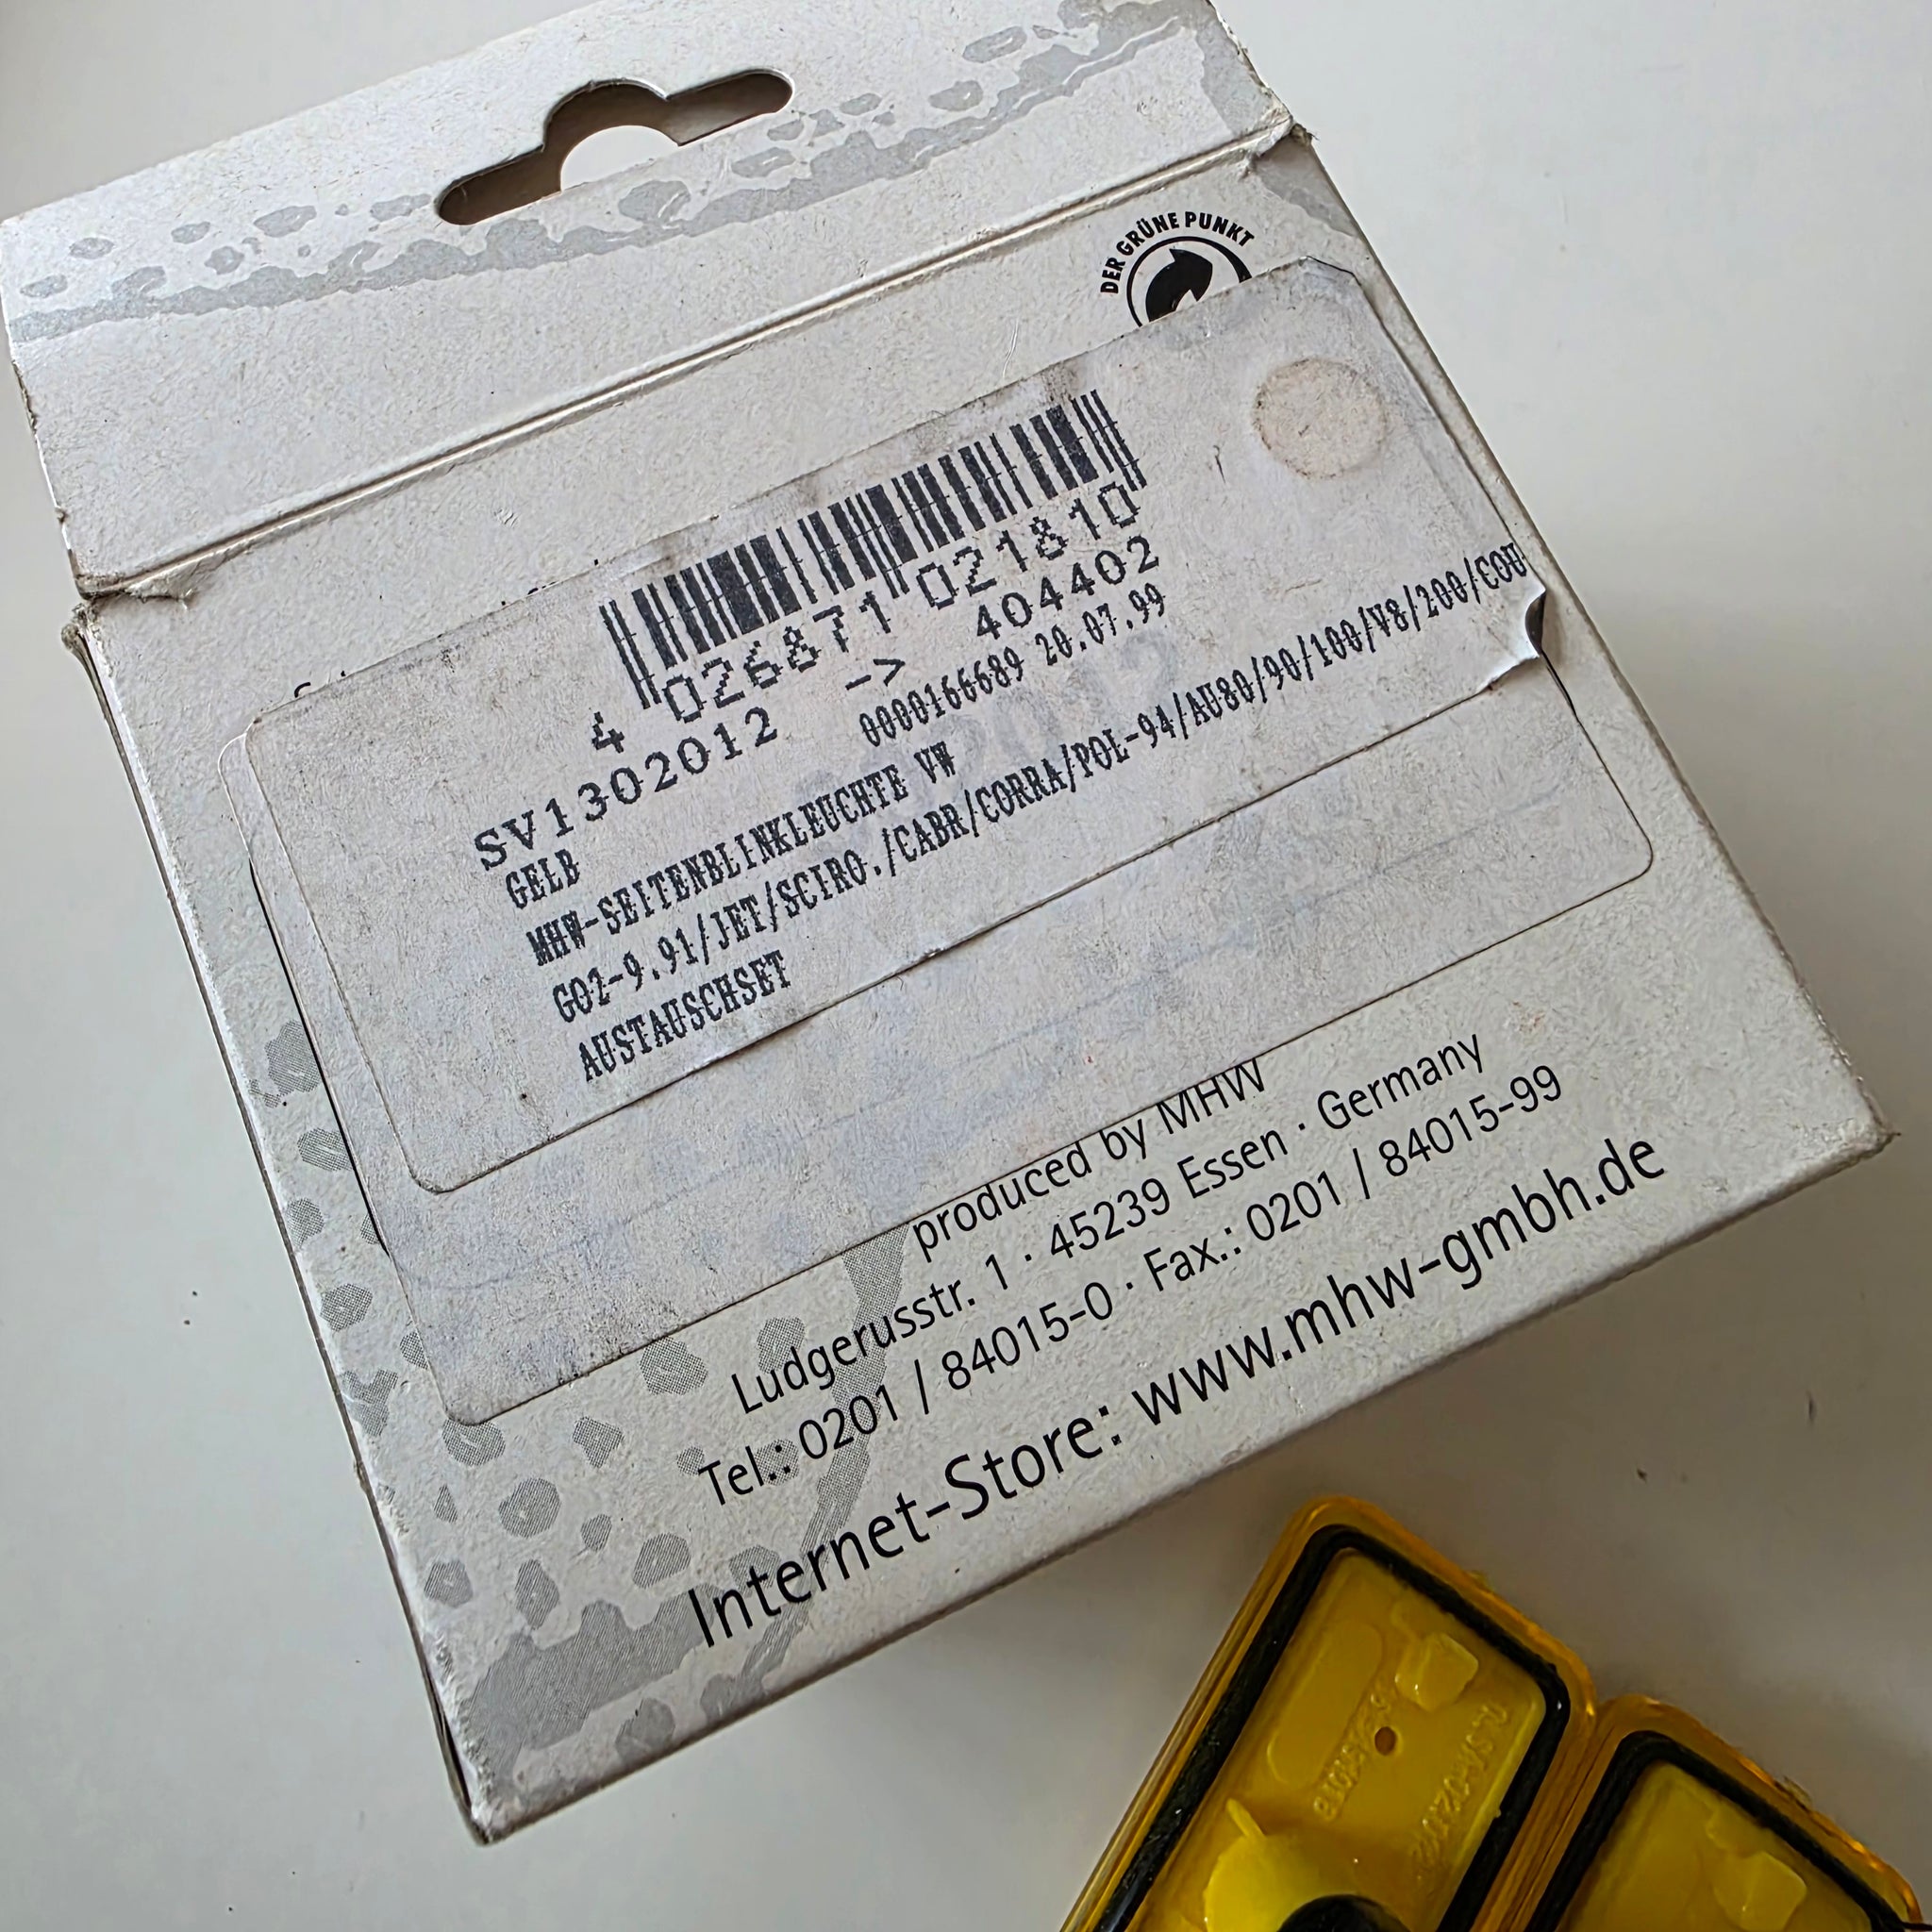 DER GRÜNE PUNKT
4 026871 021810
SV1302012 -> 404402
GELB 0000166689 20.07.99
MHW-SEITENBLINKLEUCHTE VW
GO2-9.91/JET/SCIRO./CABR/CORRA/POL-94/AU80/90/100/V8/200/COU
AUSTAUSCHSET
produced by MHW
Ludgerusstr. 1 · 45239 Essen · Germany
Tel.: 0201 / 84015-0 · Fax.: 0201 / 84015-99
Internet-Store: www.mhw-gmbh.de